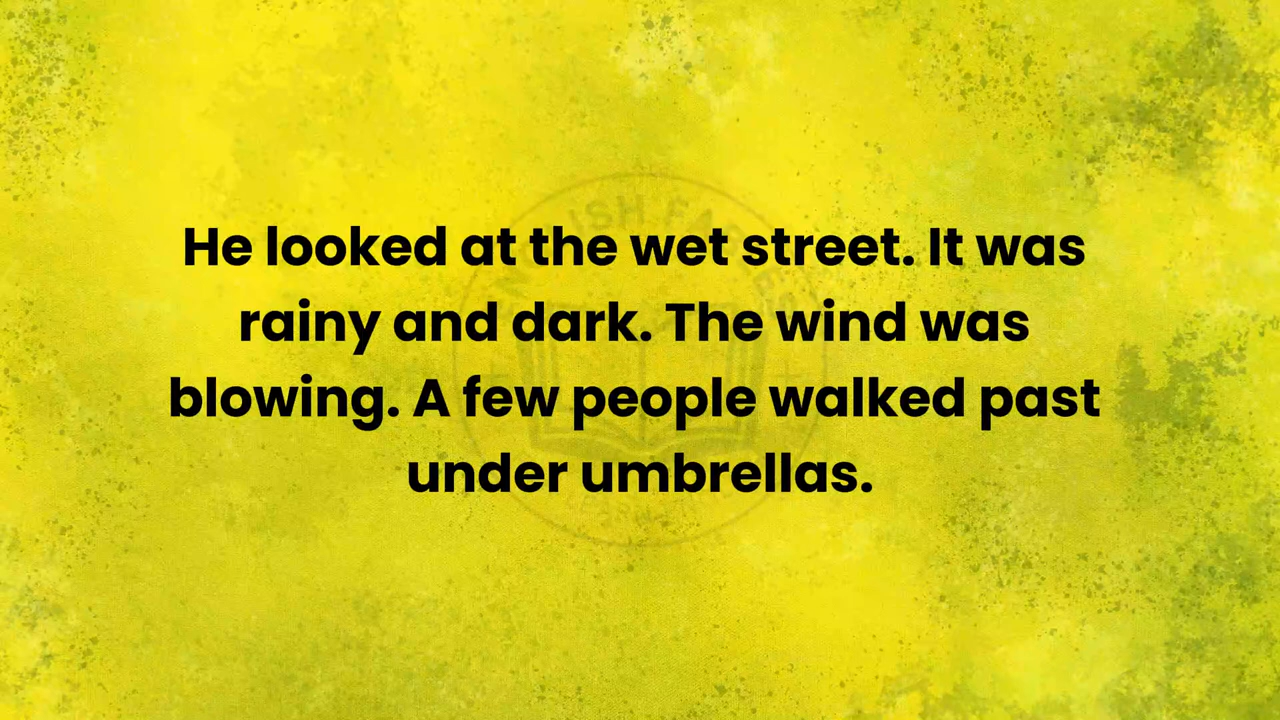 He looked at the wet street. It was
rainy and dark. The wind was
blowing. A few people walked past
under umbrellas.